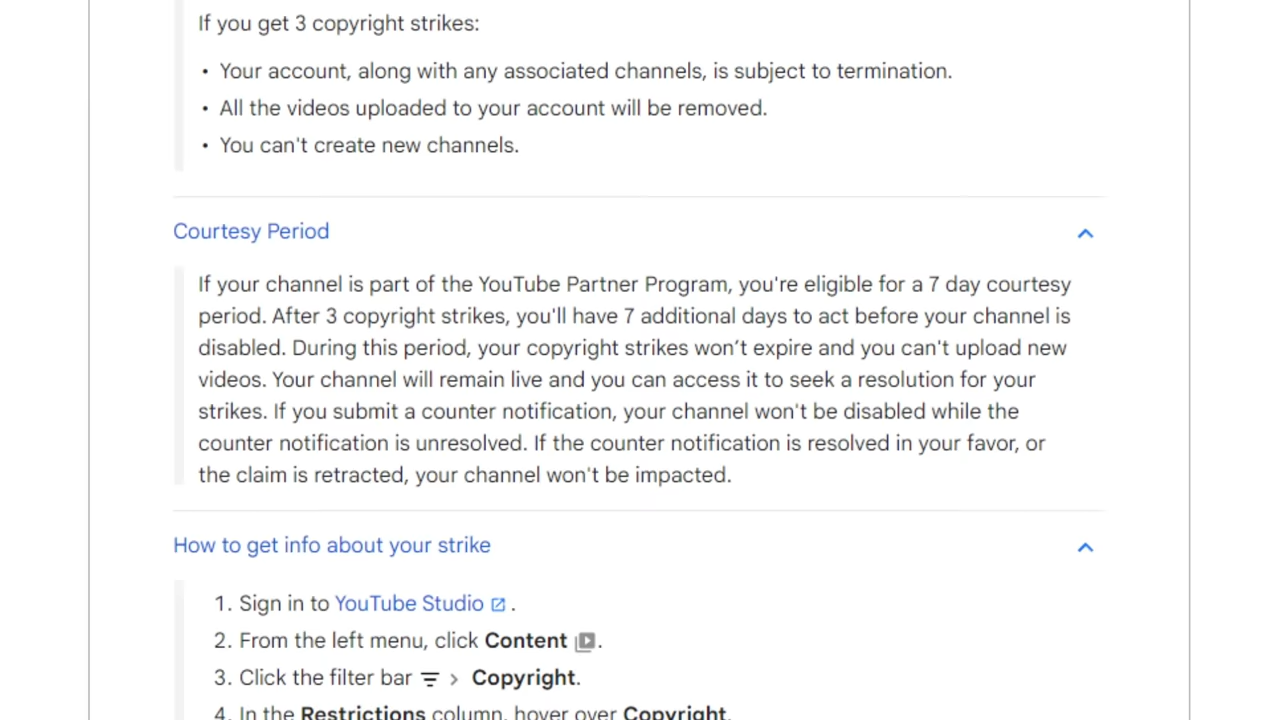 If you get 3 copyright strikes:
• Your account, along with any associated channels, is subject to termination.
• All the videos uploaded to your account will be removed.
• You can't create new channels.
Courtesy Period
If your channel is part of the YouTube Partner Program, you're eligible for a 7 day courtesy
period. After 3 copyright strikes, you'll have 7 additional days to act before your channel is
disabled. During this period, your copyright strikes won’t expire and you can't upload new
videos. Your channel will remain live and you can access it to seek a resolution for your
strikes. If you submit a counter notification, your channel won't be disabled while the
counter notification is unresolved. If the counter notification is resolved in your favor, or
the claim is retracted, your channel won't be impacted.
How to get info about your strike
1. Sign in to YouTube Studio .
2. From the left menu, click Content .
3. Click the filter bar > Copyright.
4. In the Restrictions column, hover over Copyright.